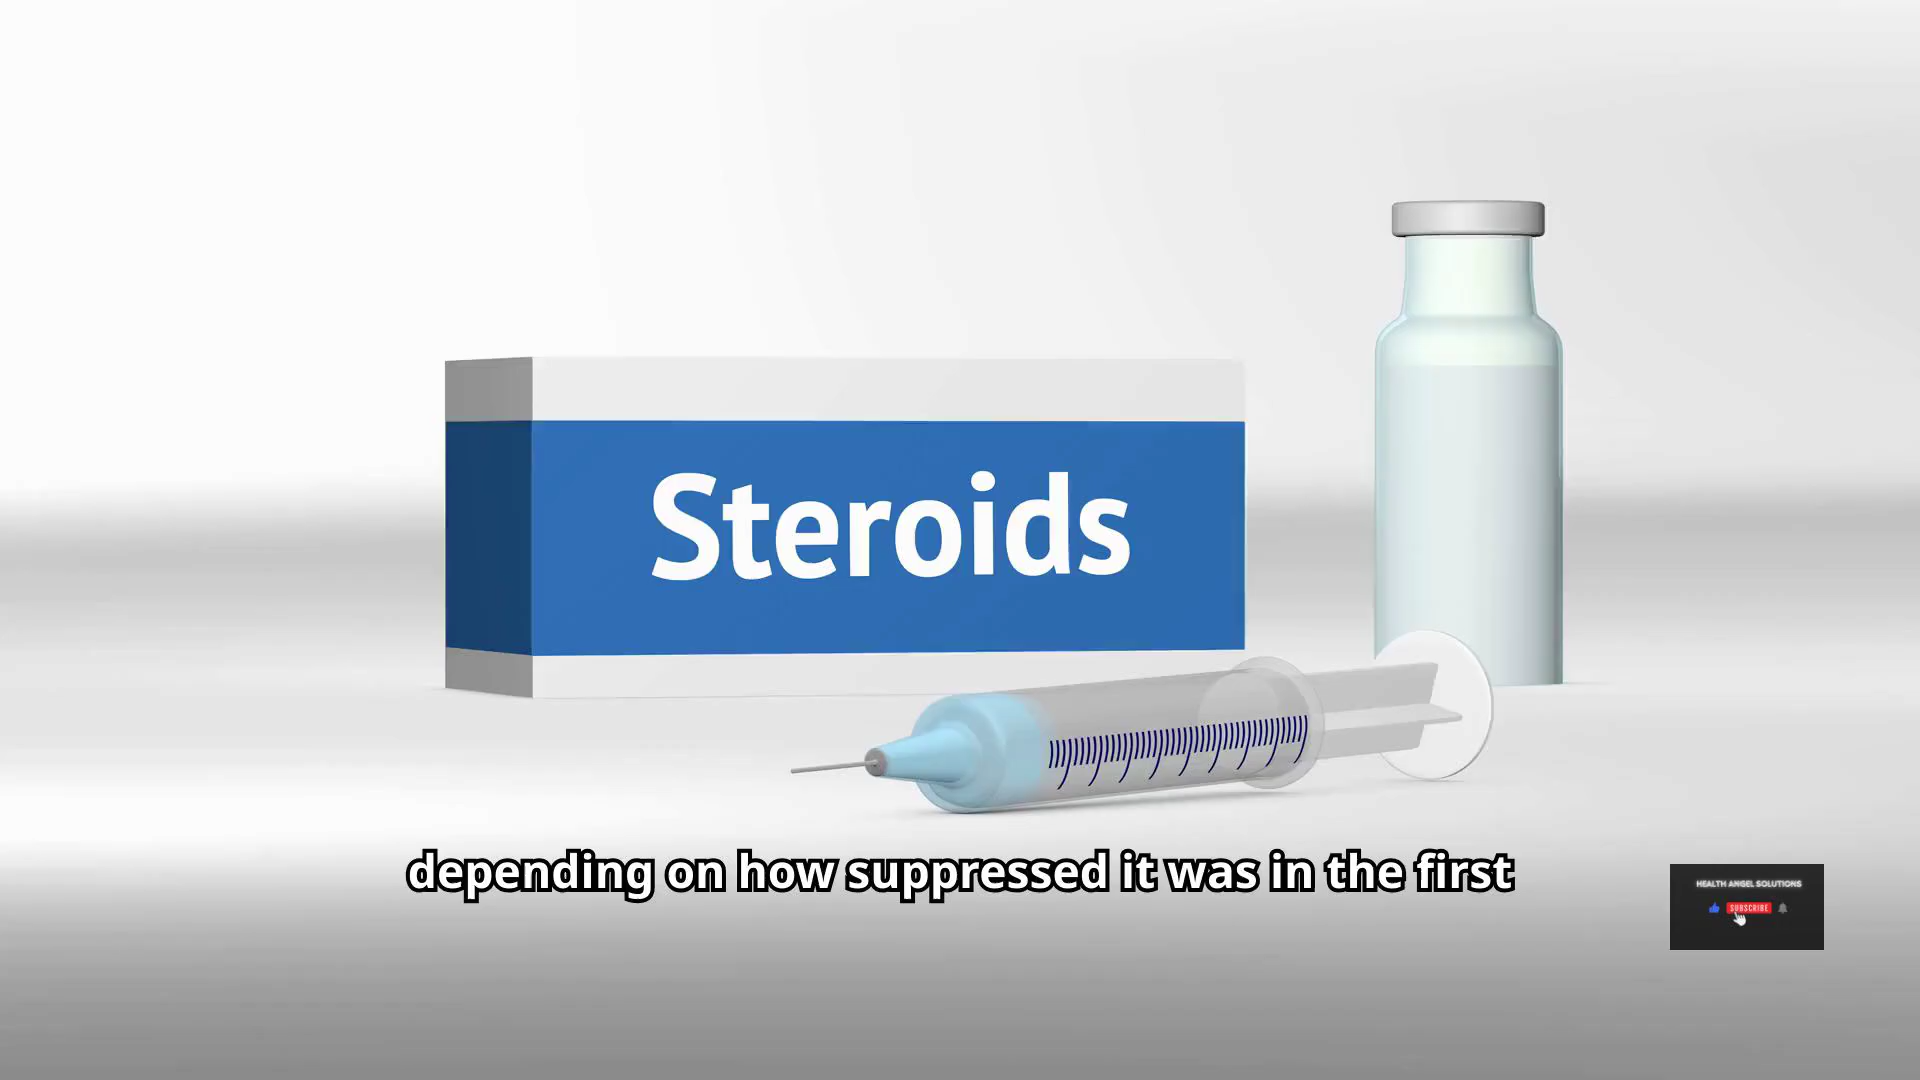 Steroids
depending on how suppressed it was in the first
HEALTH ANGEL SOLUTIONS
SUBSCRIBE